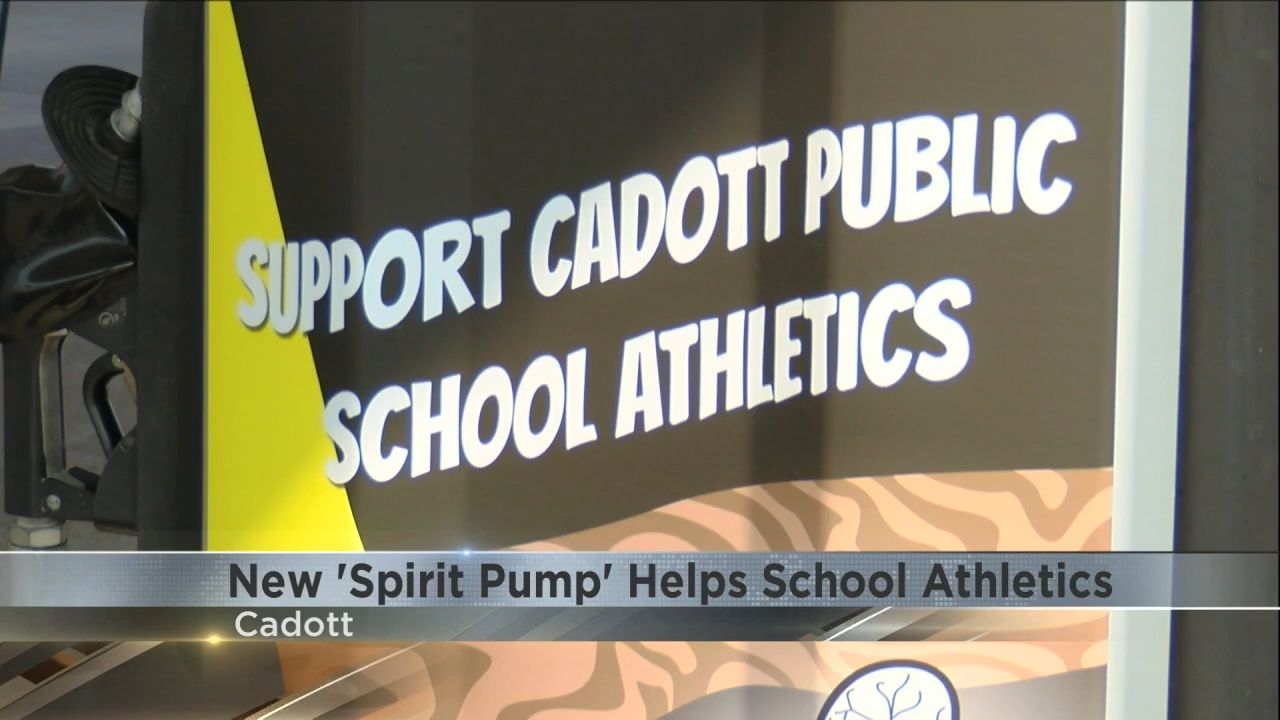 SUPPORT CADOTT PUBLIC
SCHOOL ATHLETICS
New 'Spirit Pump' Helps School Athletics
Cadott